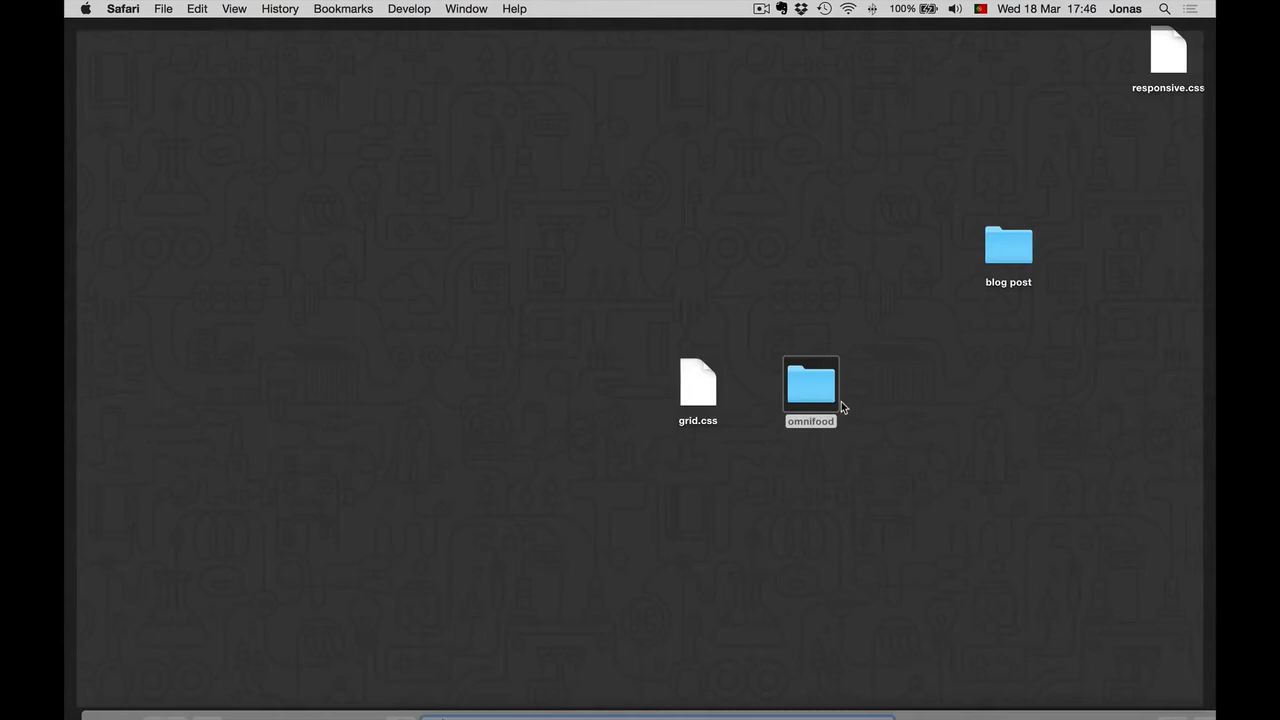 Safari File Edit View History Bookmarks Develop Window Help 100% Wed 18 Mar 17:46 Jonas
responsive.css
blog post
grid.css
omnifood